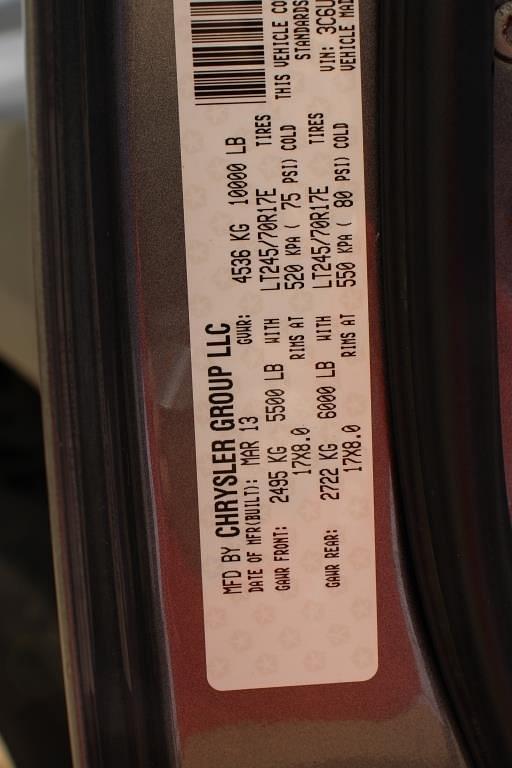 MFD BY CHRYSLER GROUP LLC
DATE OF MFR(BUILT): MAR 13 GVWR: 4536 KG 10000 LB
GAWR FRONT: 2495 KG 5500 LB WITH LT245/70R17E TIRES THIS VEHICLE CO
17X8.0 RIMS AT 520 KPA ( 75 PSI) COLD STANDARDS
GAWR REAR: 2722 KG 6000 LB WITH LT245/70R17E TIRES VIN: 3C6U
17X8.0 RIMS AT 550 KPA ( 80 PSI) COLD VEHICLE MAD